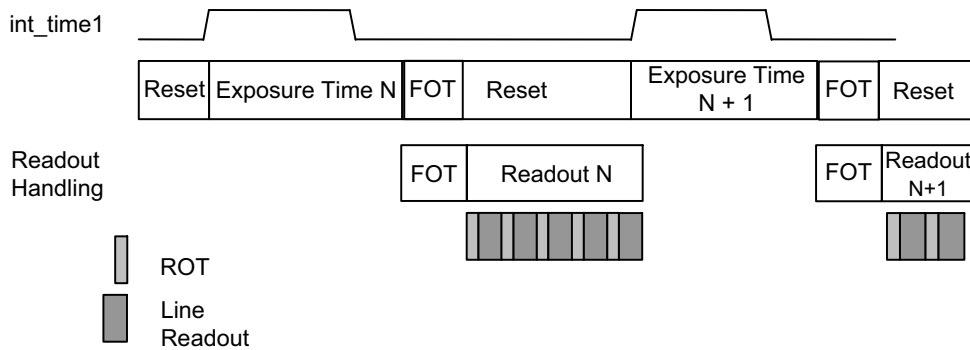 int_time1
Reset Exposure Time N FOT Reset Exposure Time
N + 1 FOT Reset
Readout
Handling
FOT Readout N FOT Readout
N+1
ROT
Line
Readout